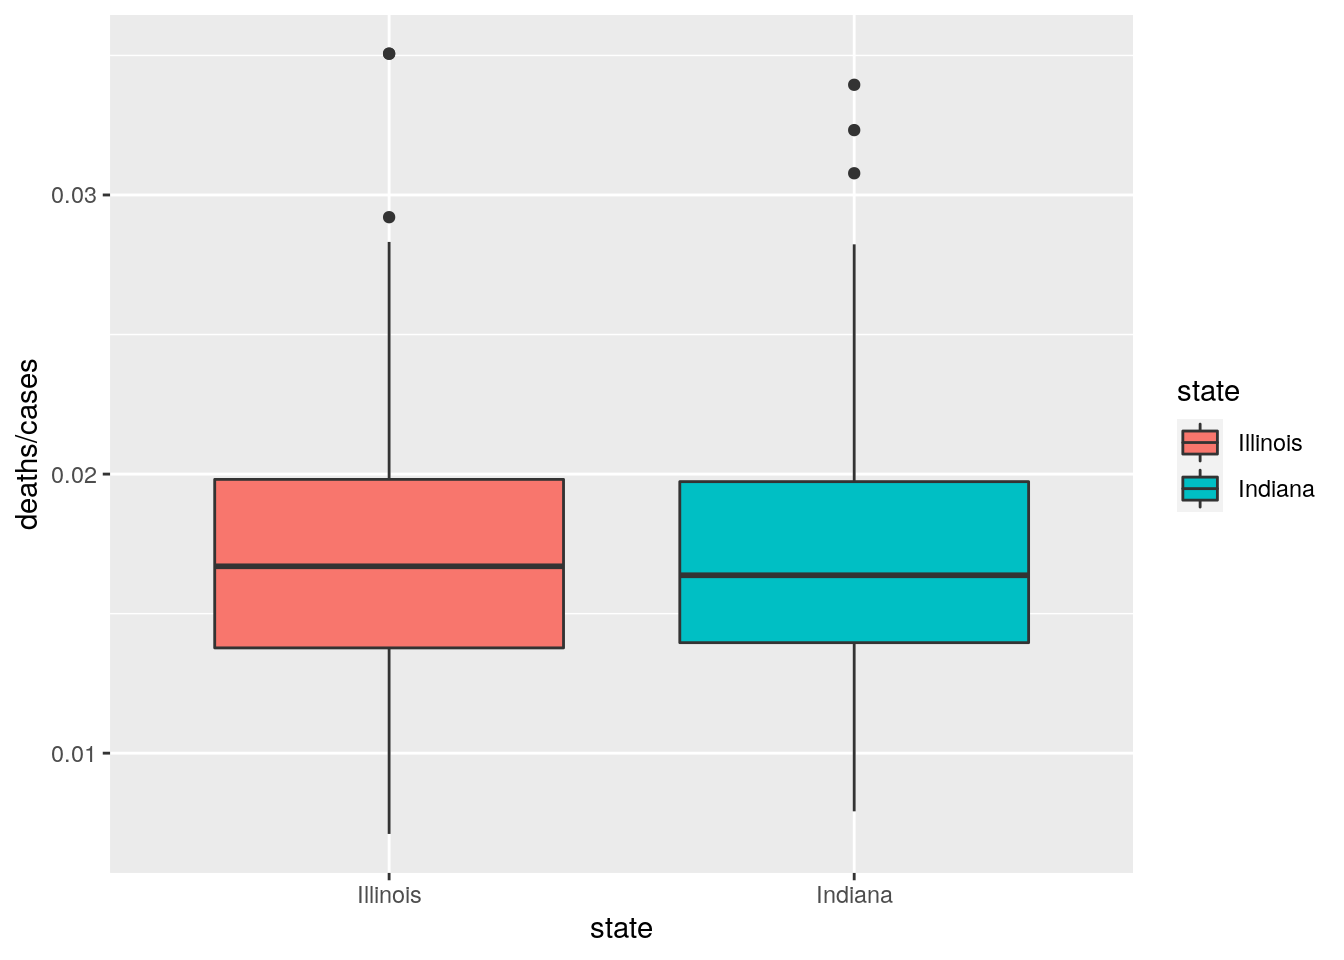 deaths/cases
0.03
0.02
0.01
Illinois
Indiana
state
state
Illinois
Indiana